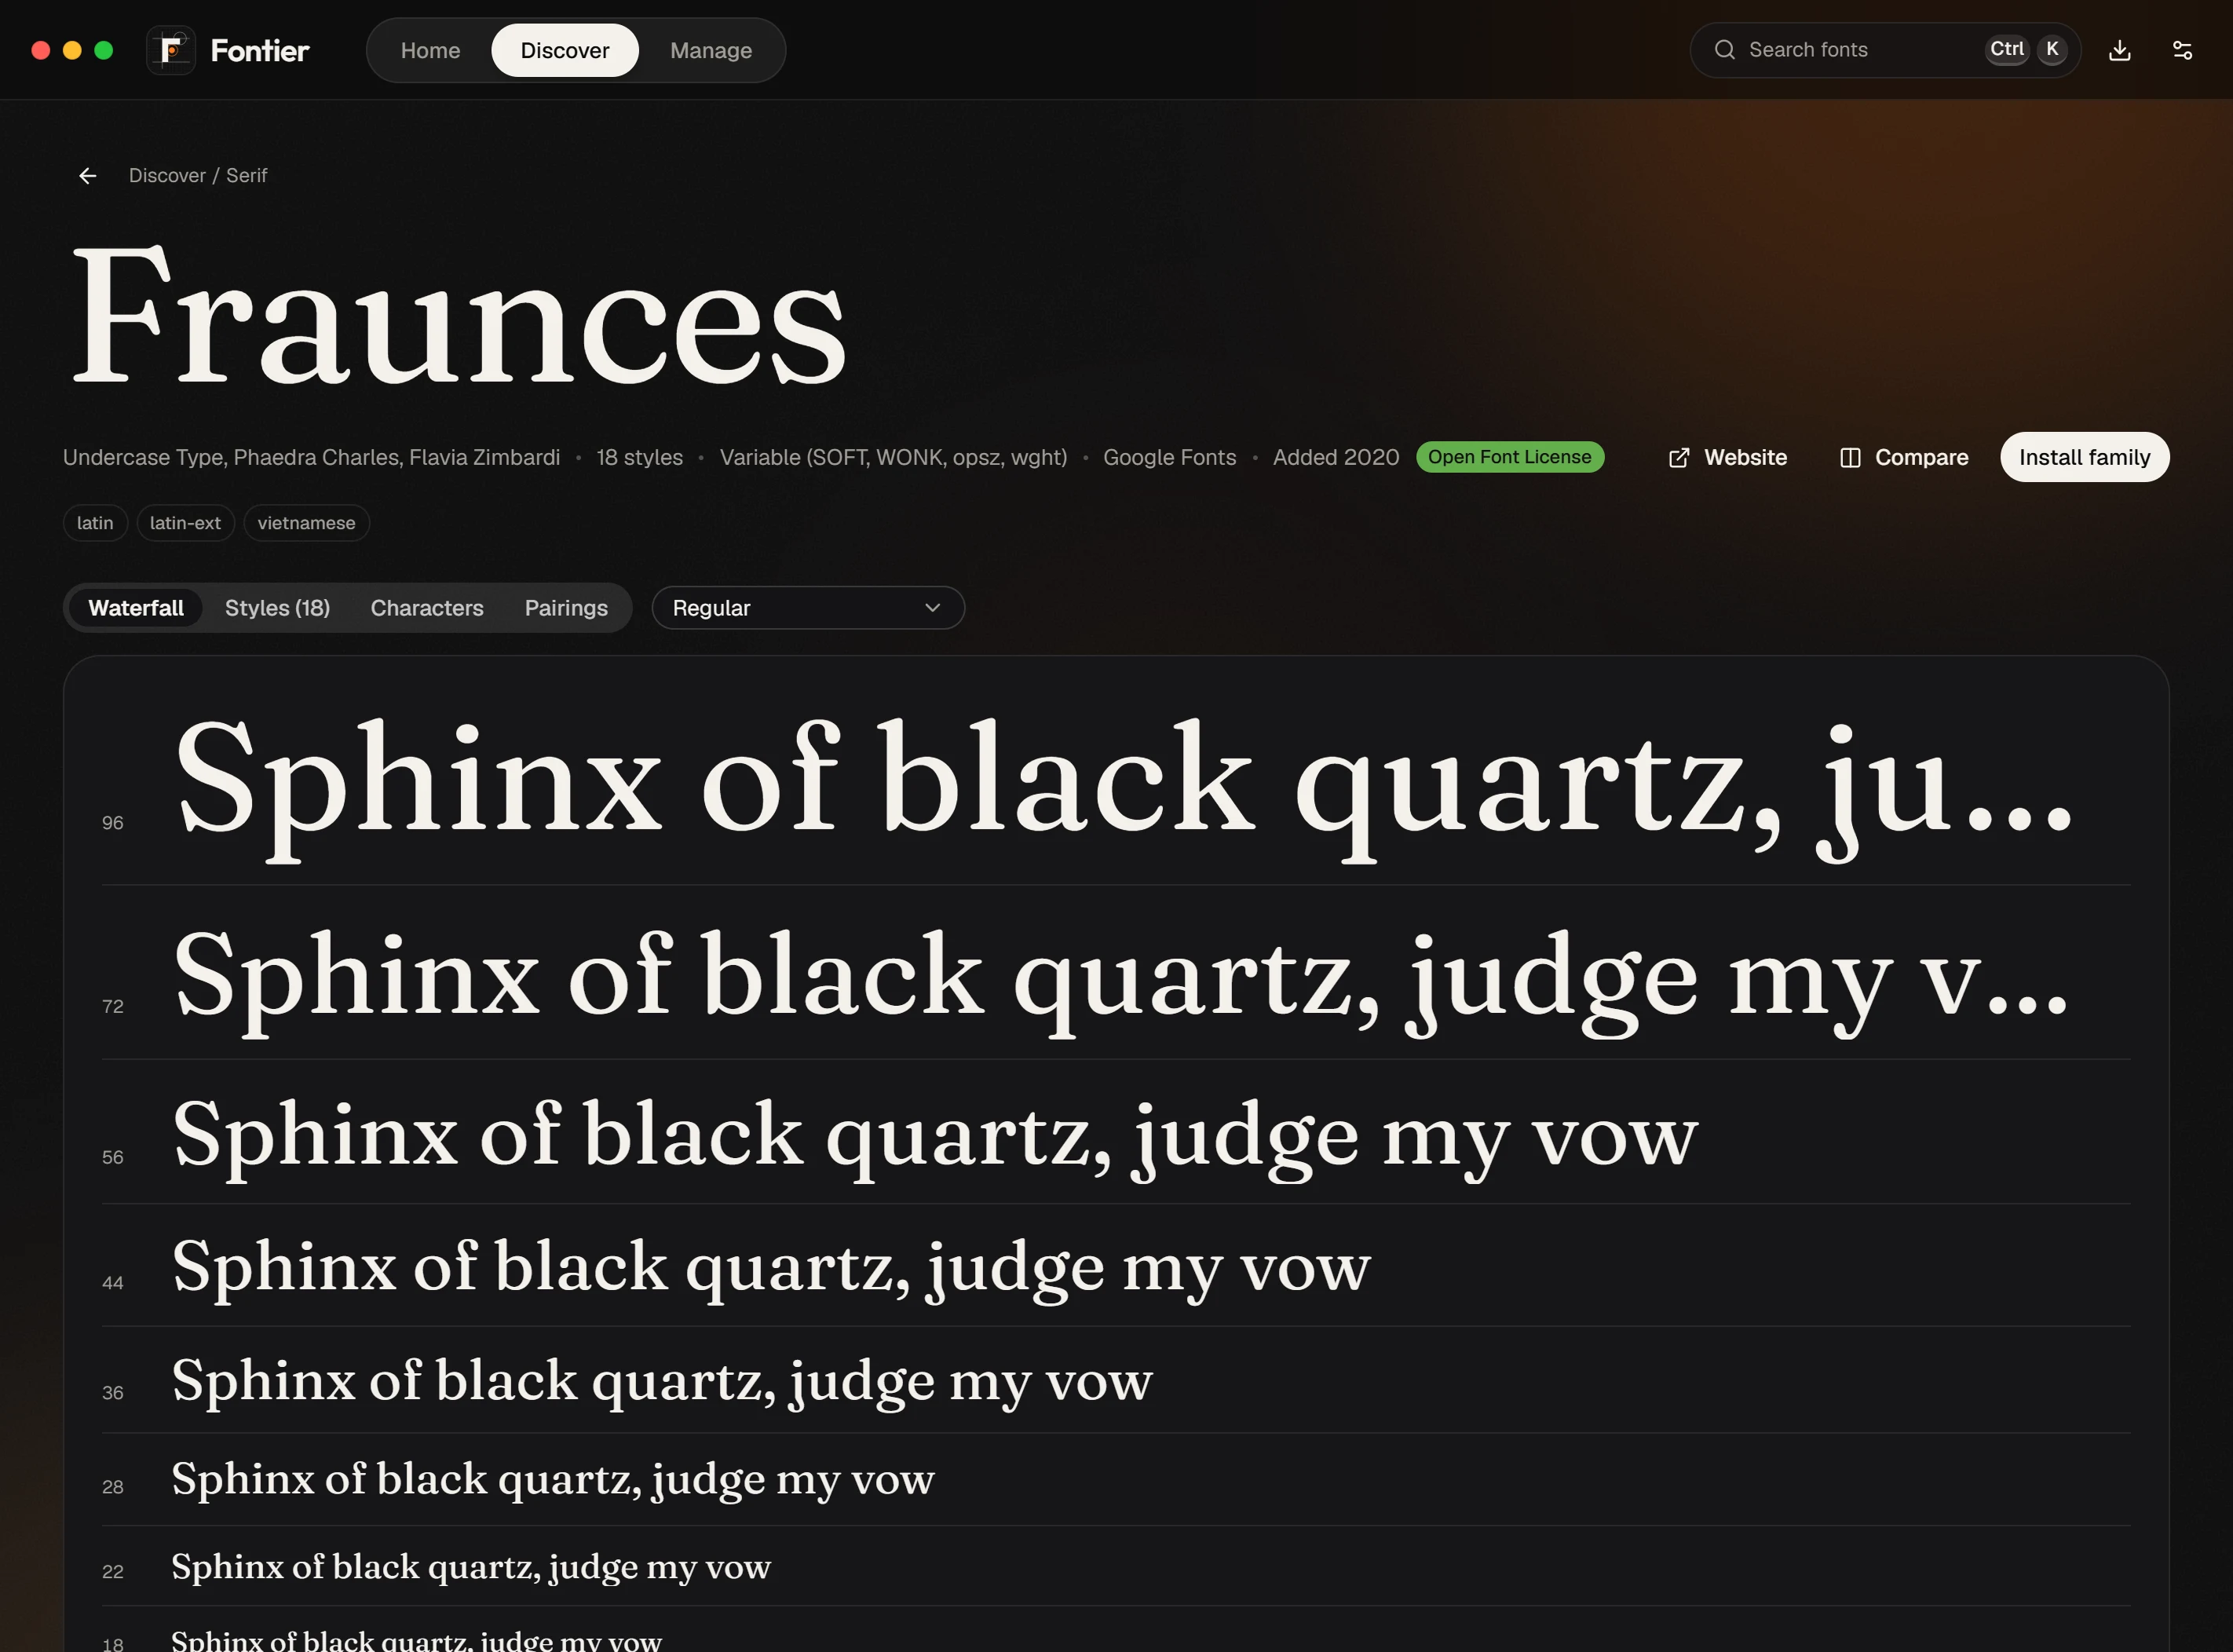 Fontier Home Discover Manage Search fonts Ctrl K
Discover / Serif
Fraunces
Undercase Type, Phaedra Charles, Flavia Zimbardi • 18 styles • Variable (SOFT, WONK, opsz, wght) • Google Fonts • Added 2020 Open Font License Website Compare Install family
latin latin-ext vietnamese
Waterfall Styles (18) Characters Pairings Regular
96 Sphinx of black quartz, ju...
72 Sphinx of black quartz, judge my v...
56 Sphinx of black quartz, judge my vow
44 Sphinx of black quartz, judge my vow
36 Sphinx of black quartz, judge my vow
28 Sphinx of black quartz, judge my vow
22 Sphinx of black quartz, judge my vow
18 Sphinx of black quartz, judge my vow